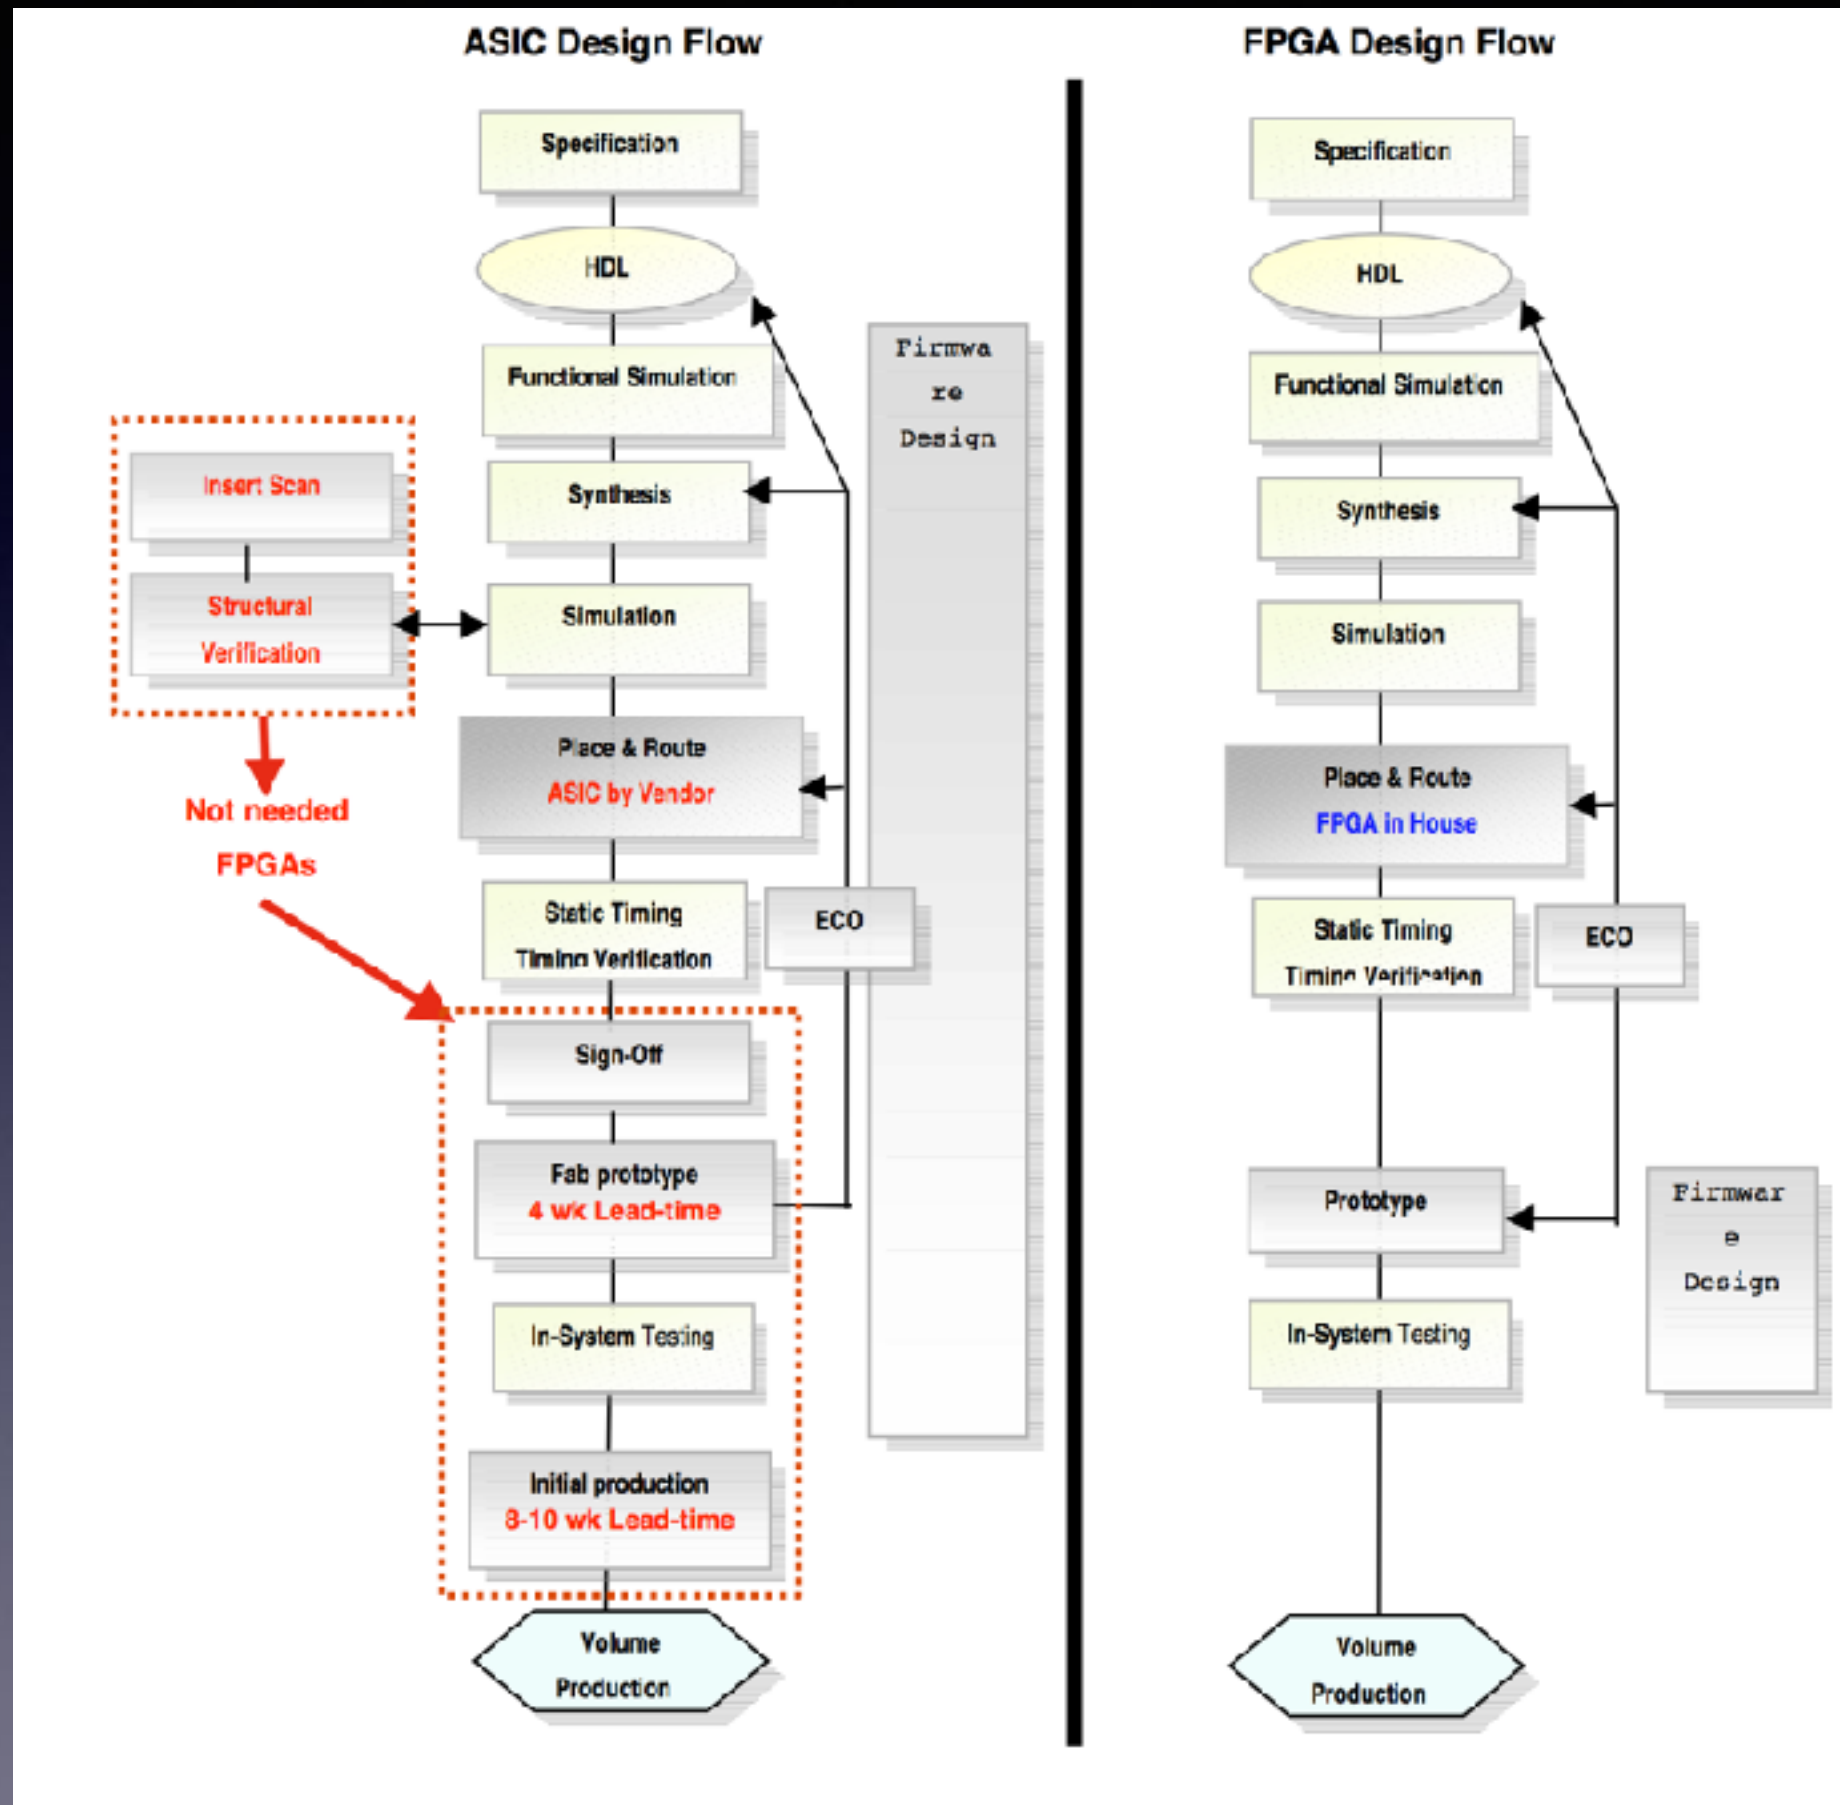 ASIC Design Flow
Specification
HDL
Functional Simulation
Synthesis
Simulation
Place & Route
ASIC by Vendor
Static Timing
Timing Verification
Sign-Off
Fab prototype
4 wk Lead-time
In-System Testing
Initial production
8-10 wk Lead-time
Volume
Production
Insert Scan
Structural
Verification
Not needed
FPGAs
ECO
Firmwa
re
Design
FPGA Design Flow
Specification
HDL
Functional Simulation
Synthesis
Simulation
Place & Route
FPGA in House
Static Timing
Timing Verification
Prototype
In-System Testing
Volume
Production
ECO
Firmwar
e
Design